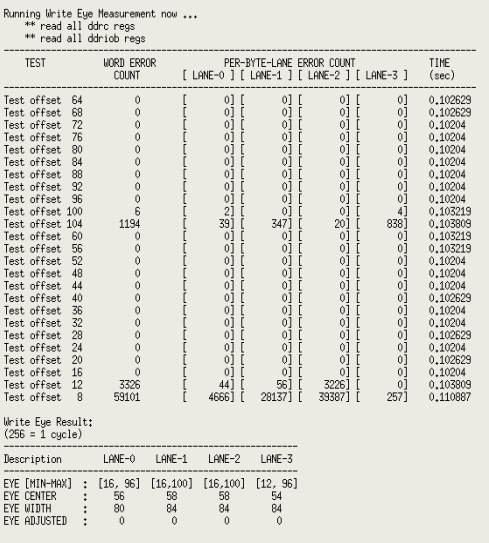 Running Write Eye Measurement now ...
** read all ddrc regs
** read all ddriob regs
TEST WORD ERROR PER-BYTE-LANE ERROR COUNT TIME
COUNT [ LANE-0 ] [ LANE-1 ] [ LANE-2 ] [ LANE-3 ] (sec)
Test offset 64 0 [ 0] [ 0] [ 0] [ 0] 0.102629
Test offset 68 0 [ 0] [ 0] [ 0] [ 0] 0.102629
Test offset 72 0 [ 0] [ 0] [ 0] [ 0] 0.10204
Test offset 76 0 [ 0] [ 0] [ 0] [ 0] 0.10204
Test offset 80 0 [ 0] [ 0] [ 0] [ 0] 0.10204
Test offset 84 0 [ 0] [ 0] [ 0] [ 0] 0.10204
Test offset 88 0 [ 0] [ 0] [ 0] [ 0] 0.10204
Test offset 92 0 [ 0] [ 0] [ 0] [ 0] 0.10204
Test offset 96 0 [ 0] [ 0] [ 0] [ 0] 0.10204
Test offset 100 6 [ 2] [ 0] [ 0] [ 4] 0.103219
Test offset 104 1194 [ 39] [ 347] [ 20] [ 838] 0.103809
Test offset 60 0 [ 0] [ 0] [ 0] [ 0] 0.103219
Test offset 56 0 [ 0] [ 0] [ 0] [ 0] 0.103219
Test offset 52 0 [ 0] [ 0] [ 0] [ 0] 0.10204
Test offset 48 0 [ 0] [ 0] [ 0] [ 0] 0.10204
Test offset 44 0 [ 0] [ 0] [ 0] [ 0] 0.10204
Test offset 40 0 [ 0] [ 0] [ 0] [ 0] 0.102629
Test offset 36 0 [ 0] [ 0] [ 0] [ 0] 0.10204
Test offset 32 0 [ 0] [ 0] [ 0] [ 0] 0.10204
Test offset 28 0 [ 0] [ 0] [ 0] [ 0] 0.102629
Test offset 24 0 [ 0] [ 0] [ 0] [ 0] 0.10204
Test offset 20 0 [ 0] [ 0] [ 0] [ 0] 0.102629
Test offset 16 0 [ 0] [ 0] [ 0] [ 0] 0.10204
Test offset 12 3326 [ 44] [ 56] [ 3226] [ 0] 0.103809
Test offset 8 59101 [ 4666] [ 28137] [ 39387] [ 257] 0.110887
Write Eye Result:
(256 = 1 cycle)
Description LANE-0 LANE-1 LANE-2 LANE-3
EYE [MIN-MAX] : [16, 96] [16,100] [16,100] [12, 96]
EYE CENTER : 56 58 58 54
EYE WIDTH : 80 84 84 84
EYE ADJUSTED : 0 0 0 0